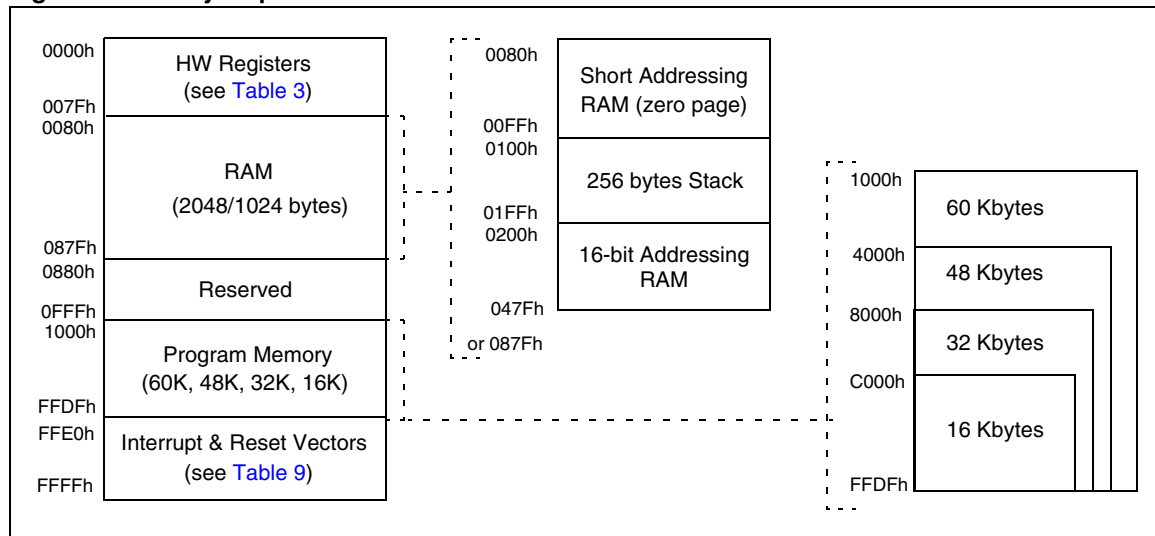 0000h
HW Registers
(see Table 3)
007Fh
0080h
RAM
(2048/1024 bytes)
087Fh
0880h
Reserved
0FFFh
1000h
Program Memory
(60K, 48K, 32K, 16K)
FFDFh
FFE0h
Interrupt & Reset Vectors
(see Table 9)
FFFFh
0080h
Short Addressing
RAM (zero page)
00FFh
0100h
256 bytes Stack
01FFh
0200h
16-bit Addressing
RAM
047Fh
or 087Fh
1000h
60 Kbytes
4000h
48 Kbytes
8000h
32 Kbytes
C000h
16 Kbytes
FFDFh